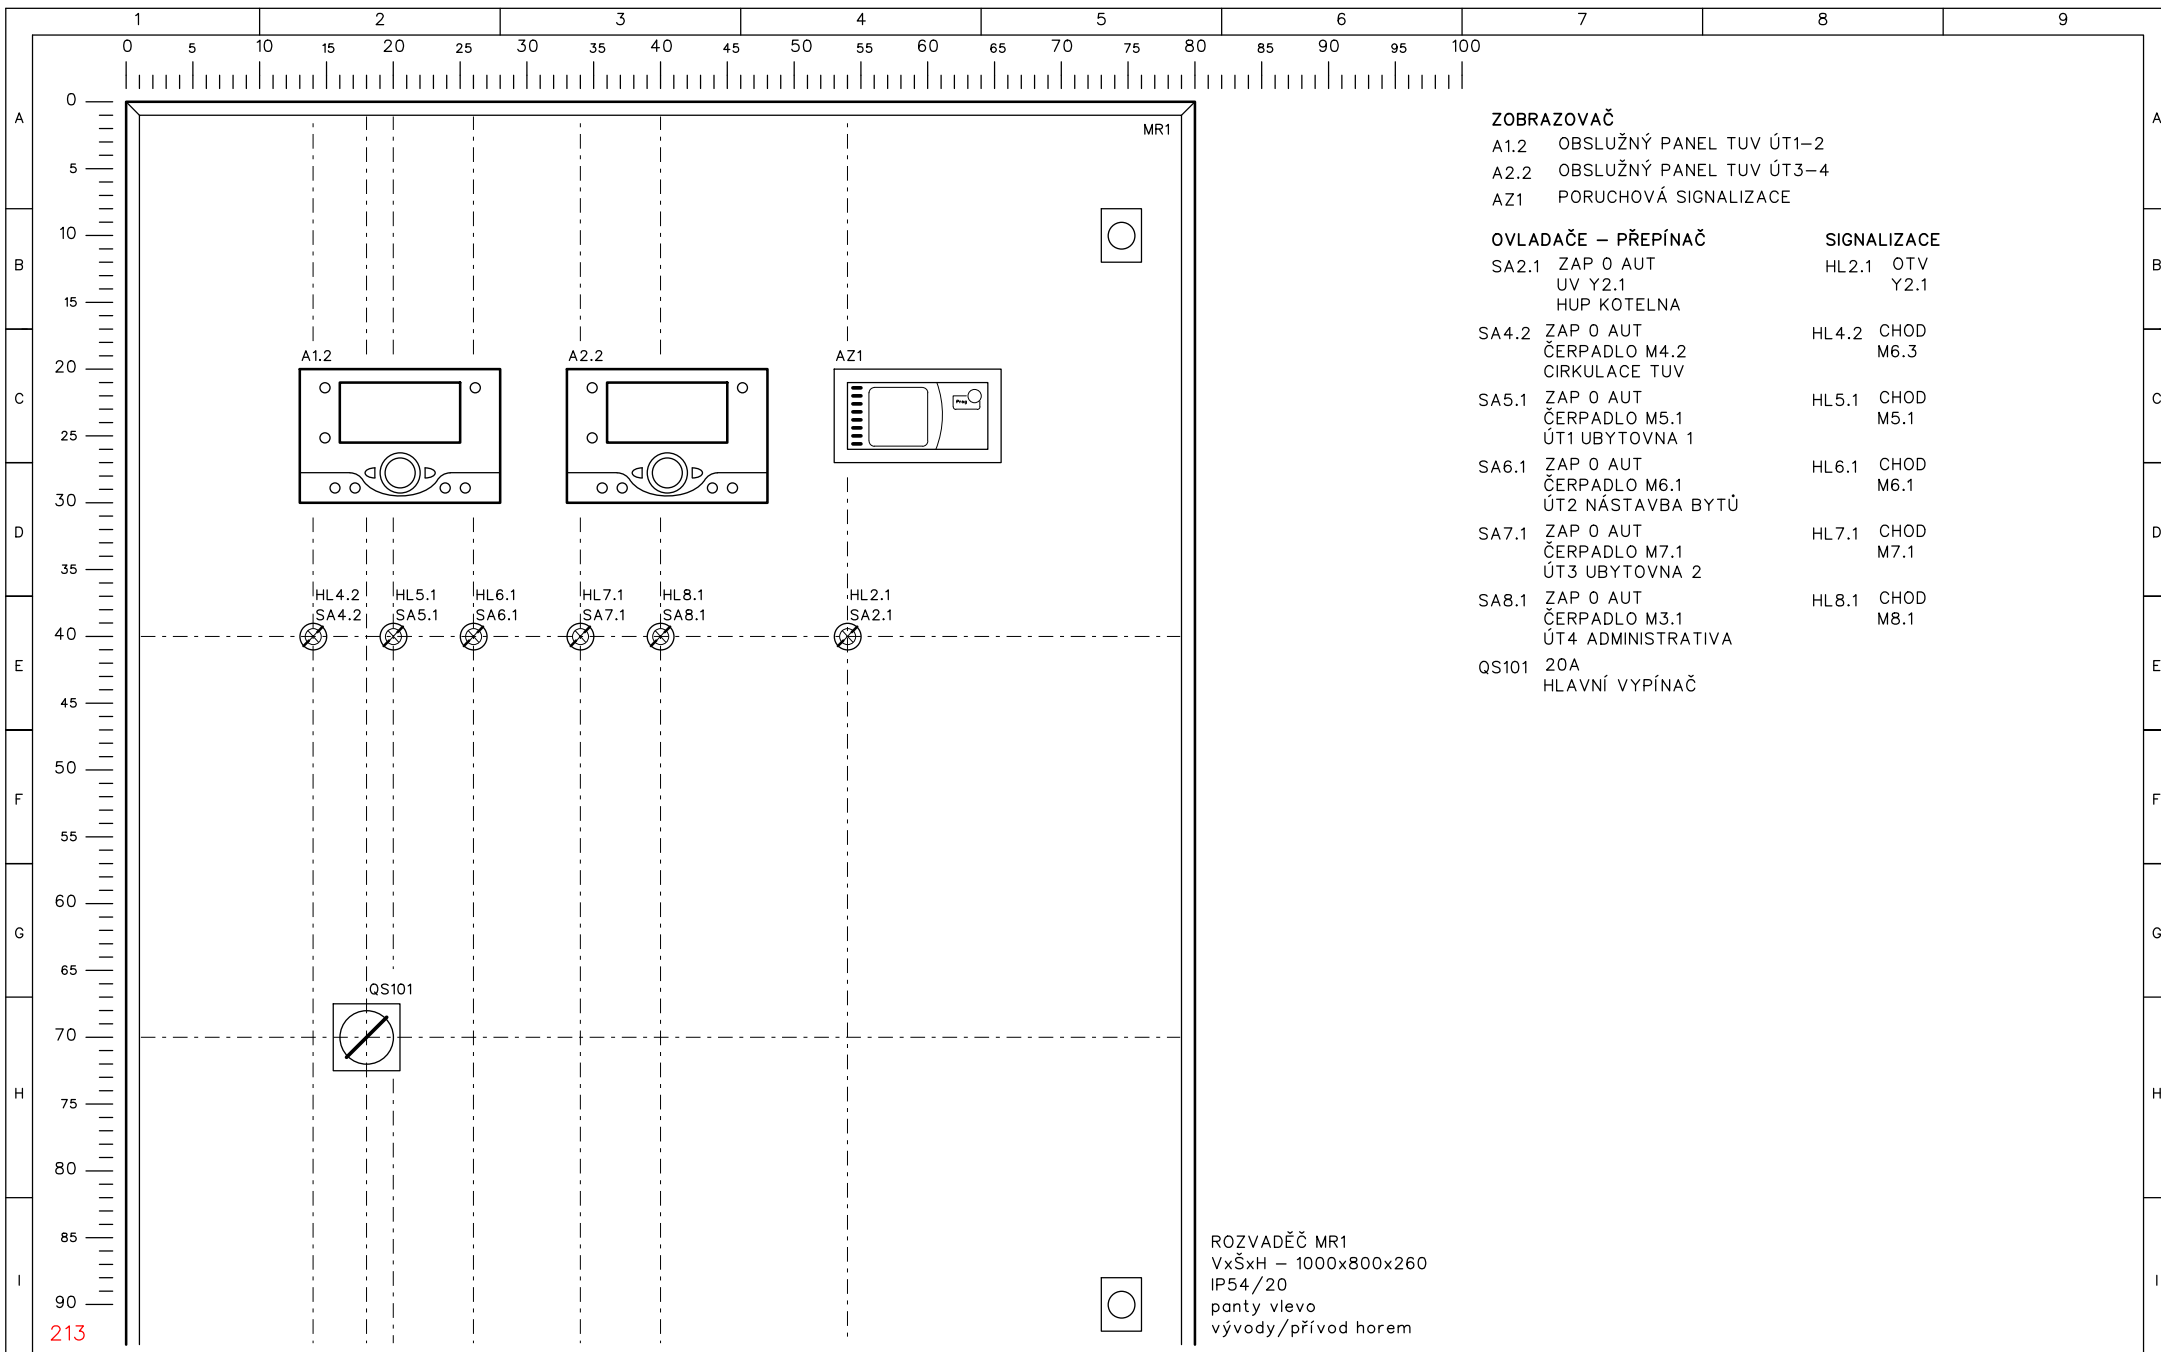 1 2 3 4 5 6 7 8 9
0 5 10 15 20 25 30 35 40 45 50 55 60 65 70 75 80 85 90 95 100
A
B
C
D
E
F
G
H
I
0
5
10
15
20
25
30
35
40
45
50
55
60
65
70
75
80
85
90
213
MR1
A1.2 A2.2 AZ1
Prog
HL4.2 HL5.1 HL6.1 HL7.1 HL8.1 HL2.1
SA4.2 SA5.1 SA6.1 SA7.1 SA8.1 SA2.1
QS101
ZOBRAZOVAČ
A1.2 OBSLUŽNÝ PANEL TUV ÚT1–2
A2.2 OBSLUŽNÝ PANEL TUV ÚT3–4
AZ1 PORUCHOVÁ SIGNALIZACE
OVLADAČE – PŘEPÍNAČ SIGNALIZACE
SA2.1 ZAP 0 AUT HL2.1 OTV
UV Y2.1 Y2.1
HUP KOTELNA
SA4.2 ZAP 0 AUT HL4.2 CHOD
ČERPADLO M4.2 M6.3
CIRKULACE TUV
SA5.1 ZAP 0 AUT HL5.1 CHOD
ČERPADLO M5.1 M5.1
ÚT1 UBYTOVNA 1
SA6.1 ZAP 0 AUT HL6.1 CHOD
ČERPADLO M6.1 M6.1
ÚT2 NÁSTAVBA BYTŮ
SA7.1 ZAP 0 AUT HL7.1 CHOD
ČERPADLO M7.1 M7.1
ÚT3 UBYTOVNA 2
SA8.1 ZAP 0 AUT HL8.1 CHOD
ČERPADLO M3.1 M8.1
ÚT4 ADMINISTRATIVA
QS101 20A
HLAVNÍ VYPÍNAČ
ROZVADĚČ MR1
VxŠxH – 1000x800x260
IP54/20
panty vlevo
vývody/přívod horem
A
B
C
D
E
F
G
H
I